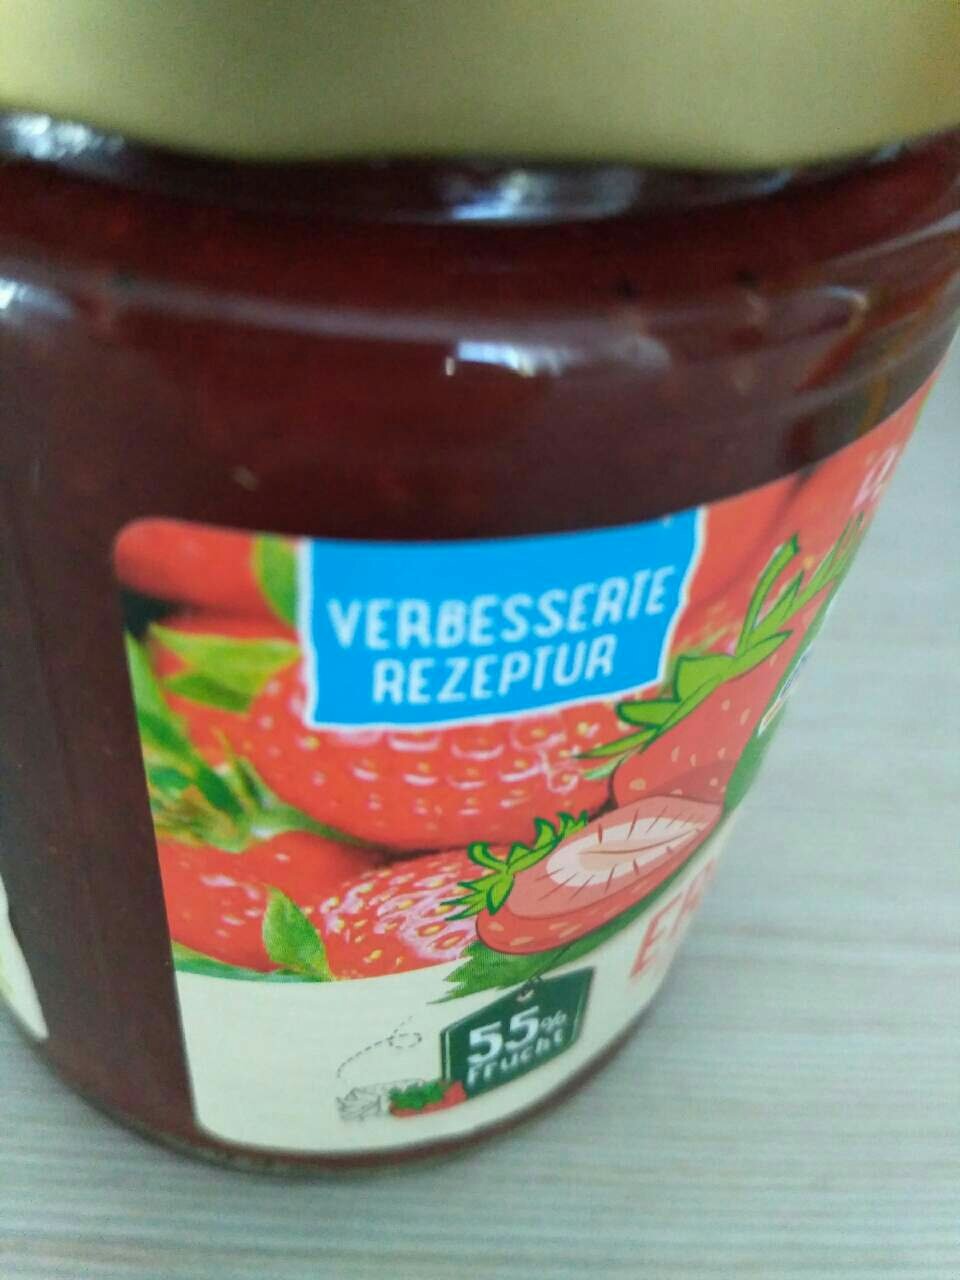 VERBESSERTE
REZEPTUR
55%
Frucht